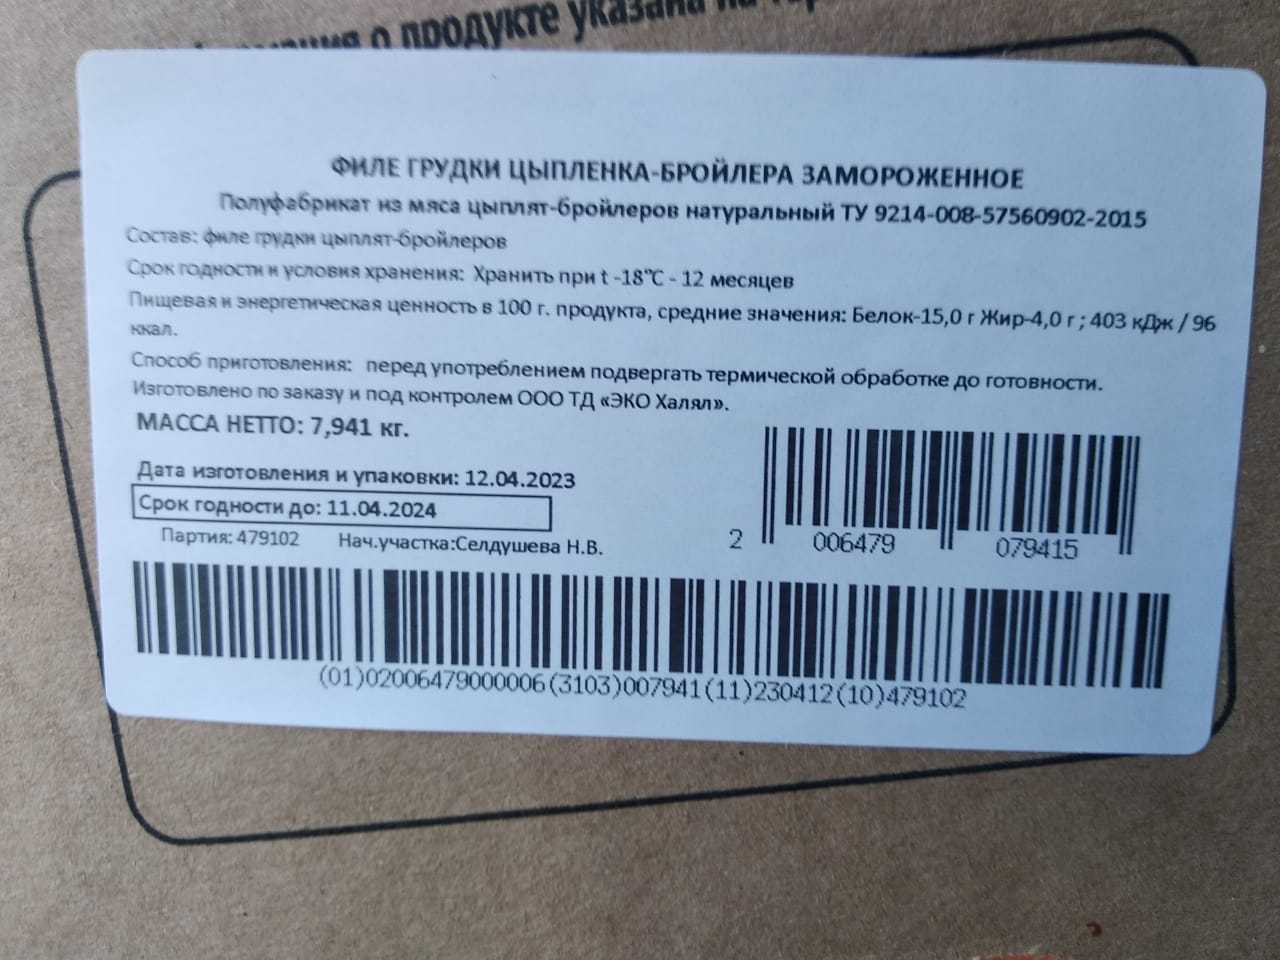 о продукте указана на
ФИЛЕ ГРУДКИ ЦЫПЛЕНКА-БРОЙЛЕРА ЗАМОРОЖЕННОЕ
Полуфабрикат из мяса цыплят-бройлеров натуральный ТУ 9214-008-57560902-2015
Состав: филе грудки цыплят-бройлеров
Срок годности и условия хранения: Хранить при t -18°С - 12 месяцев
Пищевая и энергетическая ценность в 100 г. продукта, средние значения: Белок-15,0 г Жир-4,0 г ; 403 кДж / 96
ккал.
Способ приготовления: перед употреблением подвергать термической обработке до готовности.
Изготовлено по заказу и под контролем ООО ТД «ЭКО Халял».
МАССА НЕТТО: 7,941 кг.
Дата изготовления и упаковки: 12.04.2023
Срок годности до: 11.04.2024
Партия: 479102 Нач.участка:Селдушева Н.В.
2 006479 079415
(01)02006479000006(3103)007941(11)230412(10)479102